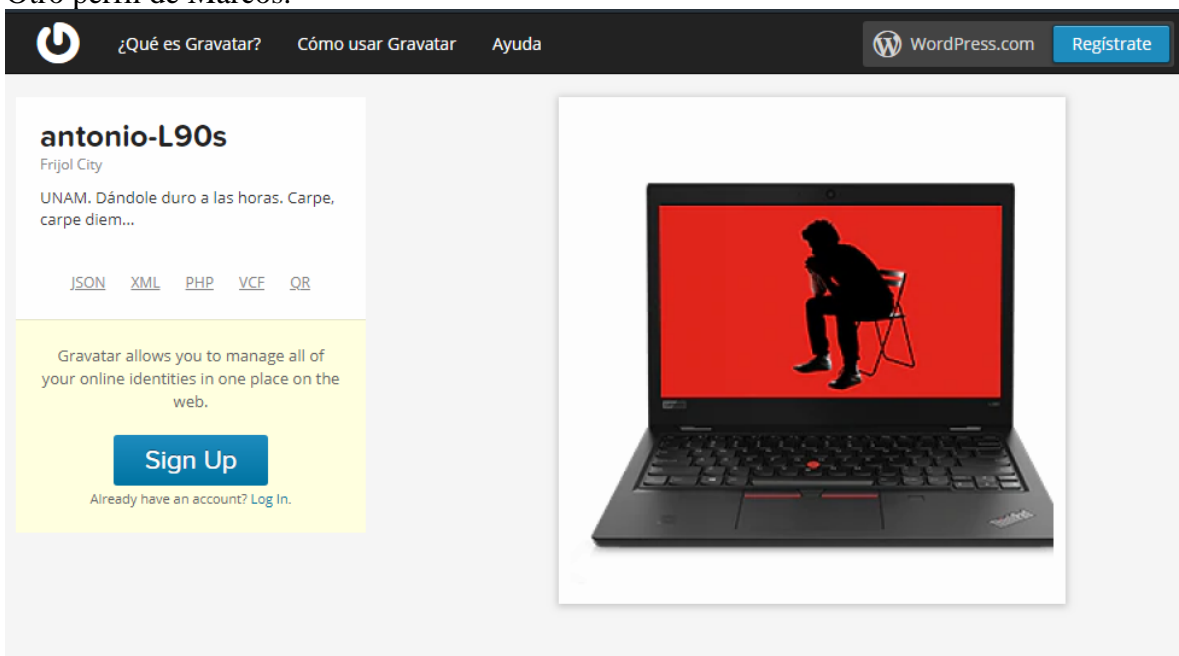 Otro perfil de Marcos.
¿Qué es Gravatar? Cómo usar Gravatar Ayuda WordPress.com Regístrate
antonio-L90s
Frijol City
UNAM. Dándole duro a las horas. Carpe,
carpe diem...
JSON XML PHP VCF QR
Gravatar allows you to manage all of
your online identities in one place on the
web.
Sign Up
Already have an account? Log In.
ThinkPad